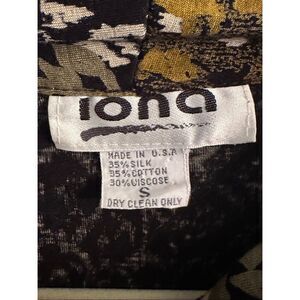 iona
MADE IN U.S.A
35% SILK
35% COTTON
30% VISCOSE
S
DRY CLEAN ONLY